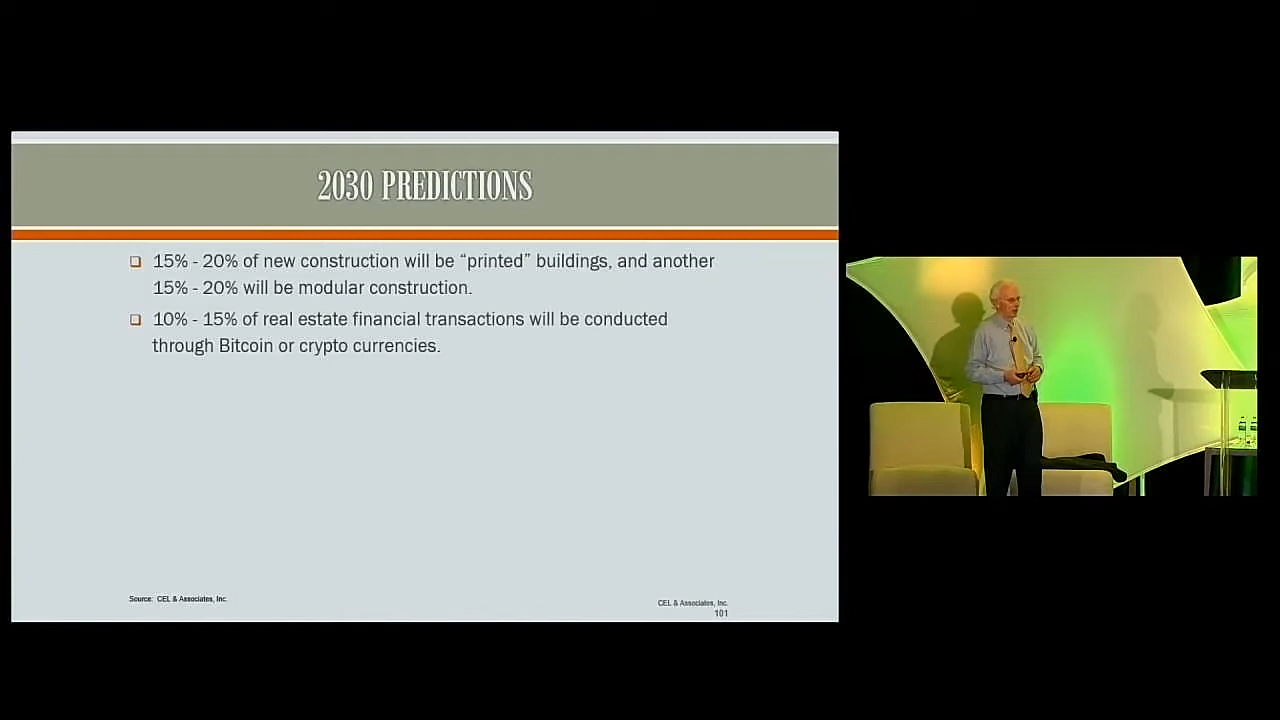 2030 PREDICTIONS
15% - 20% of new construction will be “printed” buildings, and another
15% - 20% will be modular construction.
10% - 15% of real estate financial transactions will be conducted
through Bitcoin or crypto currencies.
Source: CEL & Associates, Inc.
CEL & Associates, Inc.
101